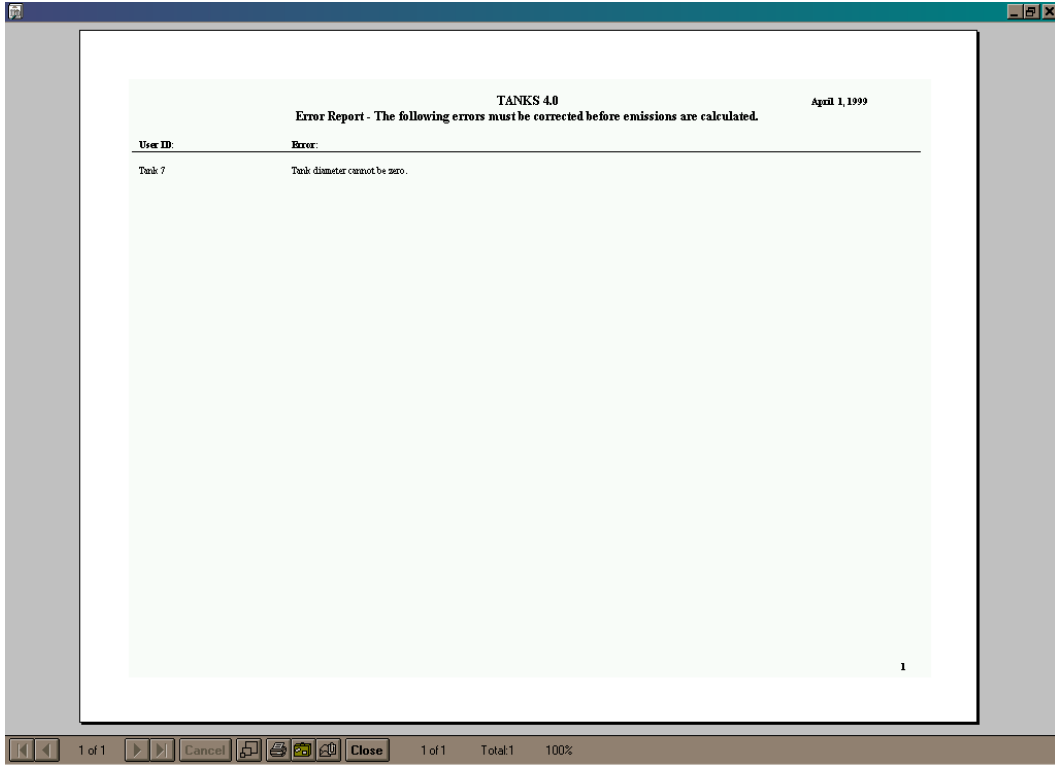 TANKS 4.0 April 1, 1999
Error Report - The following errors must be corrected before emissions are calculated.
User ID: Error:
Tank 7 Tank diameter cannot be zero.
1
1 of 1 Cancel Close 1 of 1 Total:1 100%